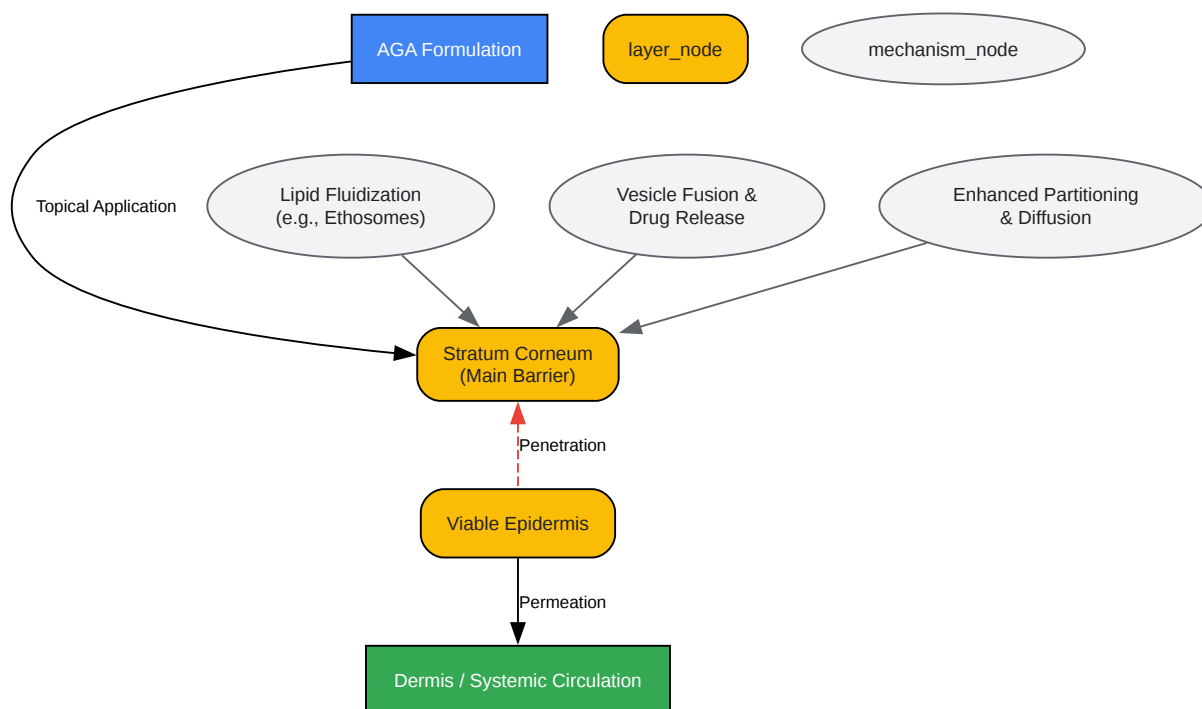 AGA Formulation
layer_node
mechanism_node
Topical Application
Lipid Fluidization
(e.g., Ethosomes)
Vesicle Fusion &
Drug Release
Enhanced Partitioning
& Diffusion
Stratum Corneum
(Main Barrier)
Penetration
Viable Epidermis
Permeation
Dermis / Systemic Circulation